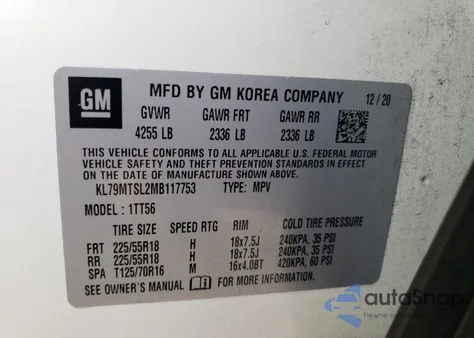 GM
MFD BY GM KOREA COMPANY 12/20
GVWR GAWR FRT GAWR RR
4255 LB 2336 LB 2336 LB
THIS VEHICLE CONFORMS TO ALL APPLICABLE U.S. FEDERAL MOTOR
VEHICLE SAFETY AND THEFT PREVENTION STANDARDS IN EFFECT ON
THE DATE OF MANUFACTURE SHOWN ABOVE.
KL79MTSL2MB117753 TYPE: MPV
MODEL: 1TT56
TIRE SIZE SPEED RTG RIM COLD TIRE PRESSURE
FRT 225/55R18 H 18x7.5J 240KPA, 35 PSI
RR 225/55R18 H 18x7.5J 240KPA, 35 PSI
SPA T125/70R16 M 16x4.0BT 420KPA, 60 PSI
SEE OWNER'S MANUAL FOR MORE INFORMATION.
autoSnap
Pewne auto